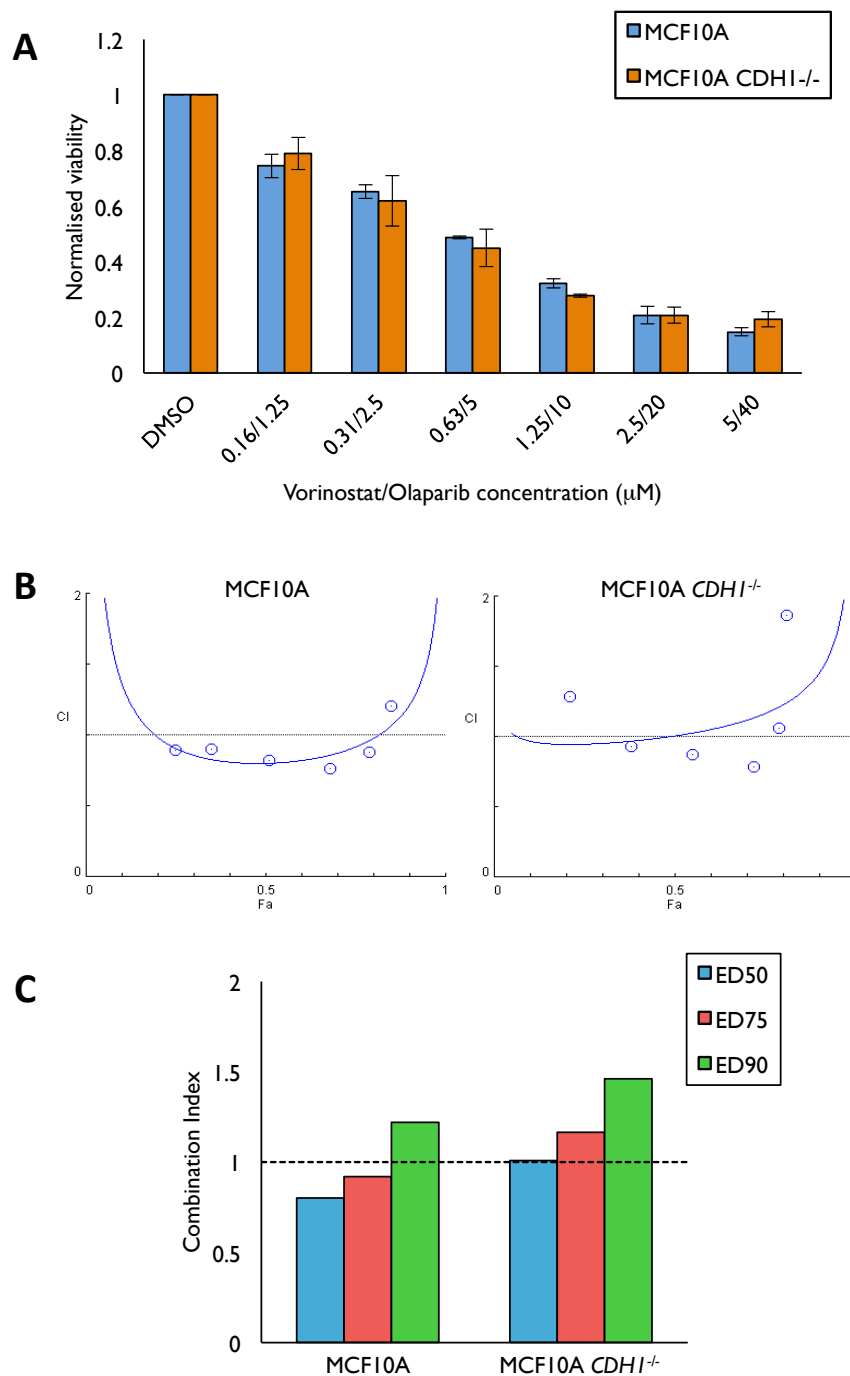 A
1.2
1
0.8
0.6
0.4
0.2
0
Normalised viability
MCF10A
MCF10A CDH1-/-
DMSO
0.16/1.25
0.31/2.5
0.63/5
1.25/10
2.5/20
5/40
Vorinostat/Olaparib concentration (μM)
B
MCF10A
2
CI
0
0
0.5
1
Fa
MCF10A CDH1-/-
2
CI
0
0
0.5
Fa
C
2
1.5
1
0.5
0
Combination Index
ED50
ED75
ED90
MCF10A
MCF10A CDH1-/-